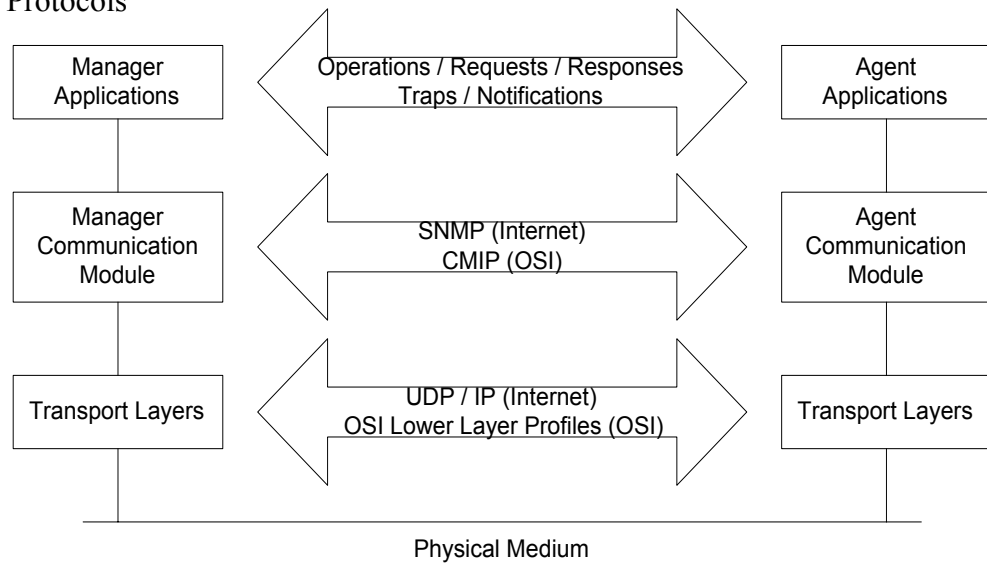 Protocols
Manager
Applications
Operations / Requests / Responses
Traps / Notifications
Agent
Applications
Manager
Communication
Module
SNMP (Internet)
CMIP (OSI)
Agent
Communication
Module
Transport Layers
UDP / IP (Internet)
OSI Lower Layer Profiles (OSI)
Transport Layers
Physical Medium